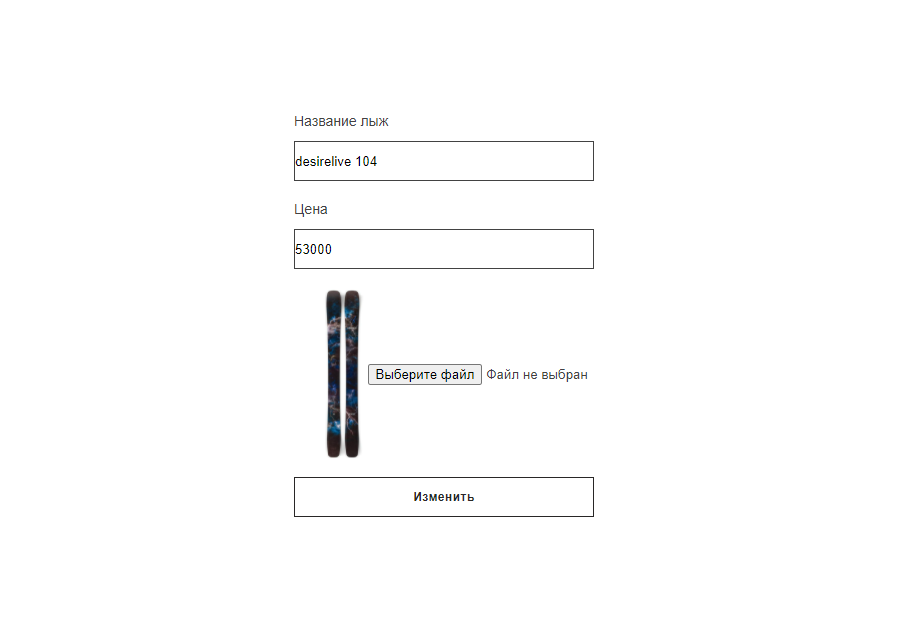 Название лыж
desirelive 104
Цена
53000
Выберите файл Файл не выбран
Изменить